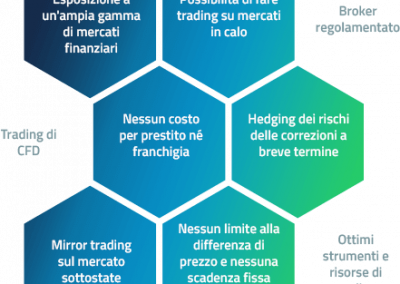 Esposizione a
un'ampia gamma
di mercati
finanziari
Possibilità di fare
trading su mercati
in calo
Broker
regolamentato
Trading di
CFD
Nessun costo
per prestito né
franchigia
Hedging dei rischi
delle correzioni a
breve termine
Mirror trading
sul mercato
sottostate
Nessun limite alla
differenza di
prezzo e nessuna
scadenza fissa
Ottimi
strumenti e
risorse di